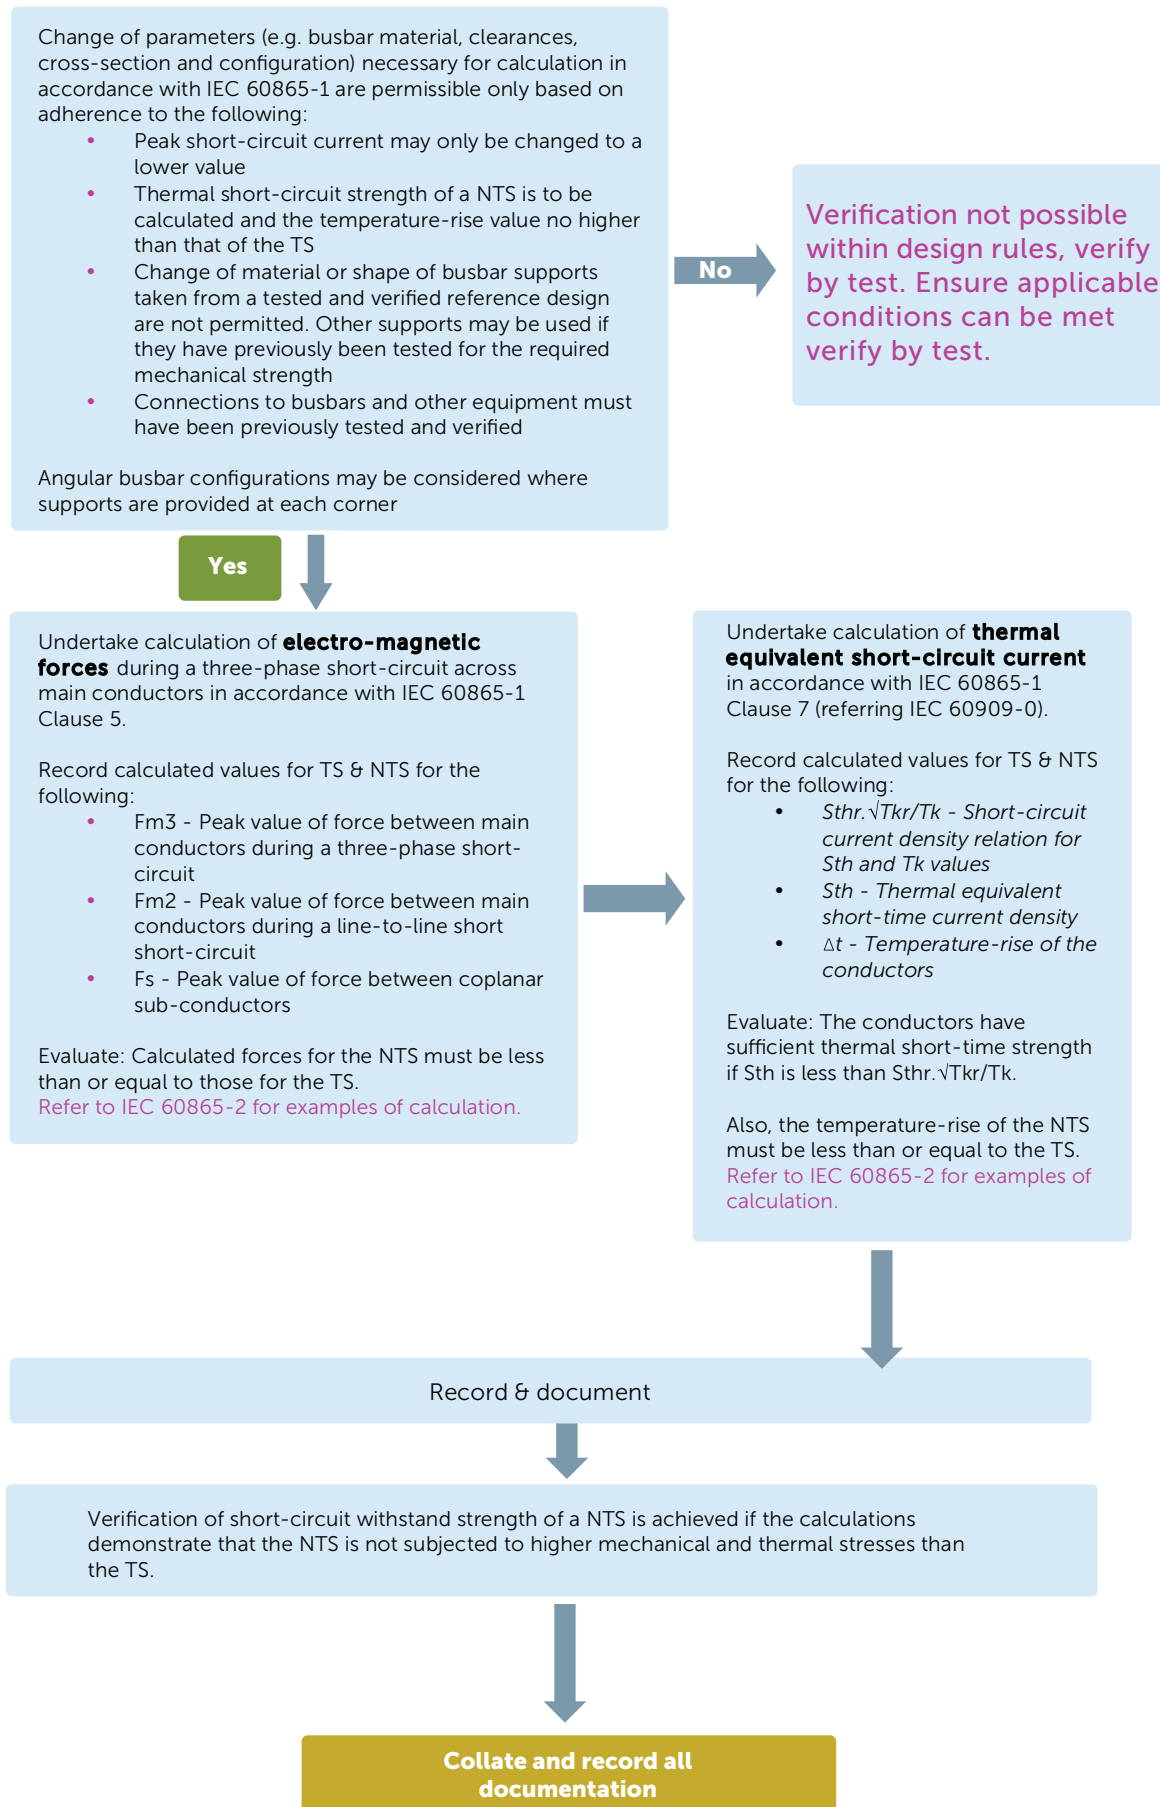 Change of parameters (e.g. busbar material, clearances,
cross-section and configuration) necessary for calculation in
accordance with IEC 60865-1 are permissible only based on
adherence to the following:
• Peak short-circuit current may only be changed to a
lower value
• Thermal short-circuit strength of a NTS is to be
calculated and the temperature-rise value no higher
than that of the TS
• Change of material or shape of busbar supports
taken from a tested and verified reference design
are not permitted. Other supports may be used if
they have previously been tested for the required
mechanical strength
• Connections to busbars and other equipment must
have been previously tested and verified
Angular busbar configurations may be considered where
supports are provided at each corner
No
Verification not possible
within design rules, verify
by test. Ensure applicable
conditions can be met
verify by test.
Yes
Undertake calculation of electro-magnetic
forces during a three-phase short-circuit across
main conductors in accordance with IEC 60865-1
Clause 5.
Record calculated values for TS & NTS for the
following:
• Fm3 - Peak value of force between main
conductors during a three-phase short-
circuit
• Fm2 - Peak value of force between main
conductors during a line-to-line short
short-circuit
• Fs - Peak value of force between coplanar
sub-conductors
Evaluate: Calculated forces for the NTS must be less
than or equal to those for the TS.
Refer to IEC 60865-2 for examples of calculation.
Undertake calculation of thermal
equivalent short-circuit current
in accordance with IEC 60865-1
Clause 7 (referring IEC 60909-0).
Record calculated values for TS & NTS
for the following:
• Sthr.√Tkr/Tk - Short-circuit
current density relation for
Sth and Tk values
• Sth - Thermal equivalent
short-time current density
• Δt - Temperature-rise of the
conductors
Evaluate: The conductors have
sufficient thermal short-time strength
if Sth is less than Sthr.√Tkr/Tk.
Also, the temperature-rise of the NTS
must be less than or equal to the TS.
Refer to IEC 60865-2 for examples of
calculation.
Record & document
Verification of short-circuit withstand strength of a NTS is achieved if the calculations
demonstrate that the NTS is not subjected to higher mechanical and thermal stresses than
the TS.
Collate and record all
documentation